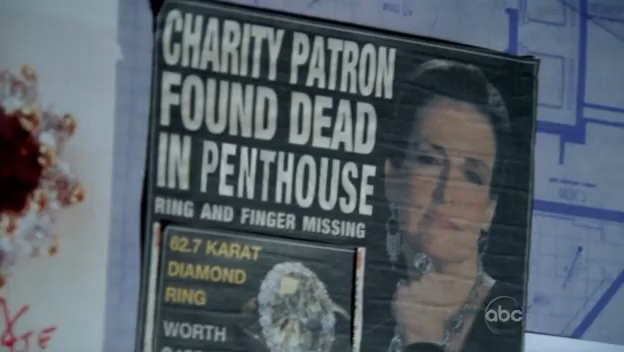 CHARITY PATRON
FOUND DEAD
IN PENTHOUSE
RING AND FINGER MISSING
62.7 KARAT
DIAMOND
RING
WORTH
abc